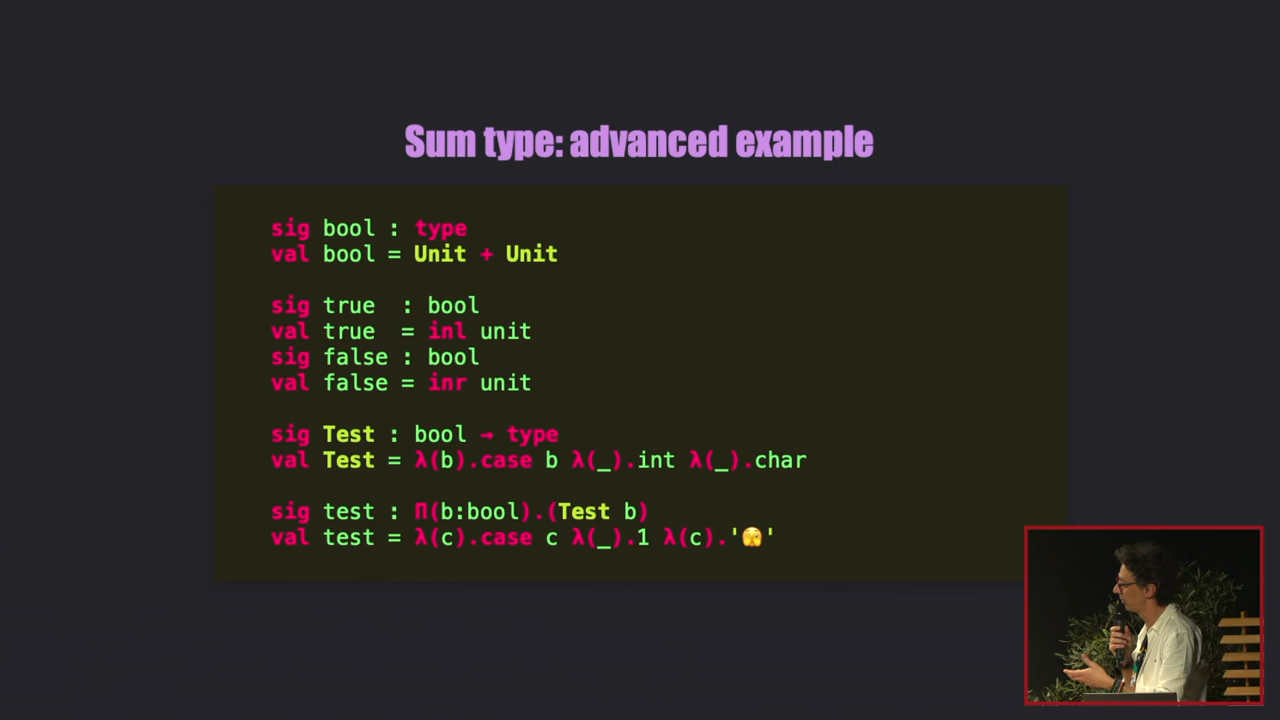 Sum type: advanced example
sig bool : type
val bool = Unit + Unit
sig true  : bool
val true  = inl unit
sig false : bool
val false = inr unit
sig Test : bool → type
val Test = λ(b).case b λ(_).int λ(_).char
sig test : Π(b:bool).(Test b)
val test = λ(c).case c λ(_).1 λ(c).'🫣'